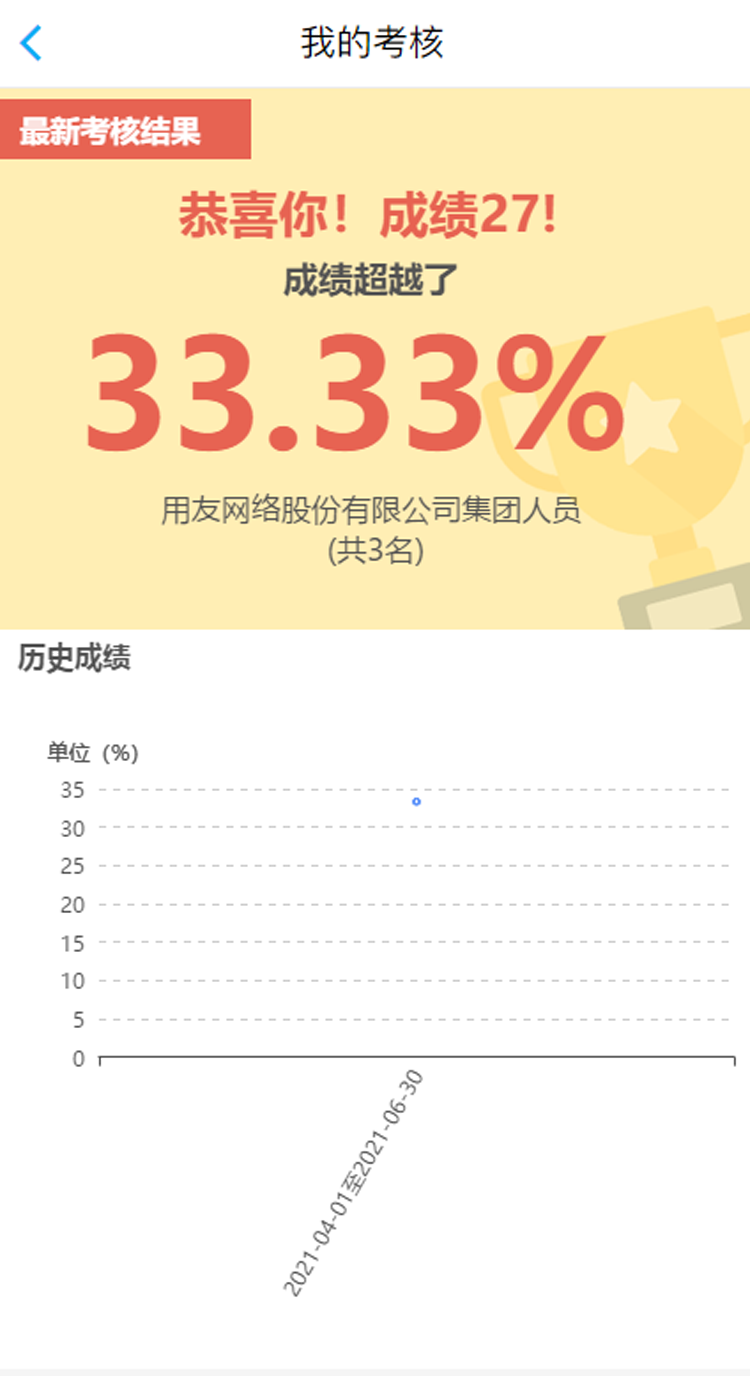 我的考核
最新考核结果
恭喜你！成绩27!
成绩超越了
33.33%
用友网络股份有限公司集团人员
(共3名)
历史成绩
单位（%）
35
30
25
20
15
10
5
0
2021-04-01至2021-06-30